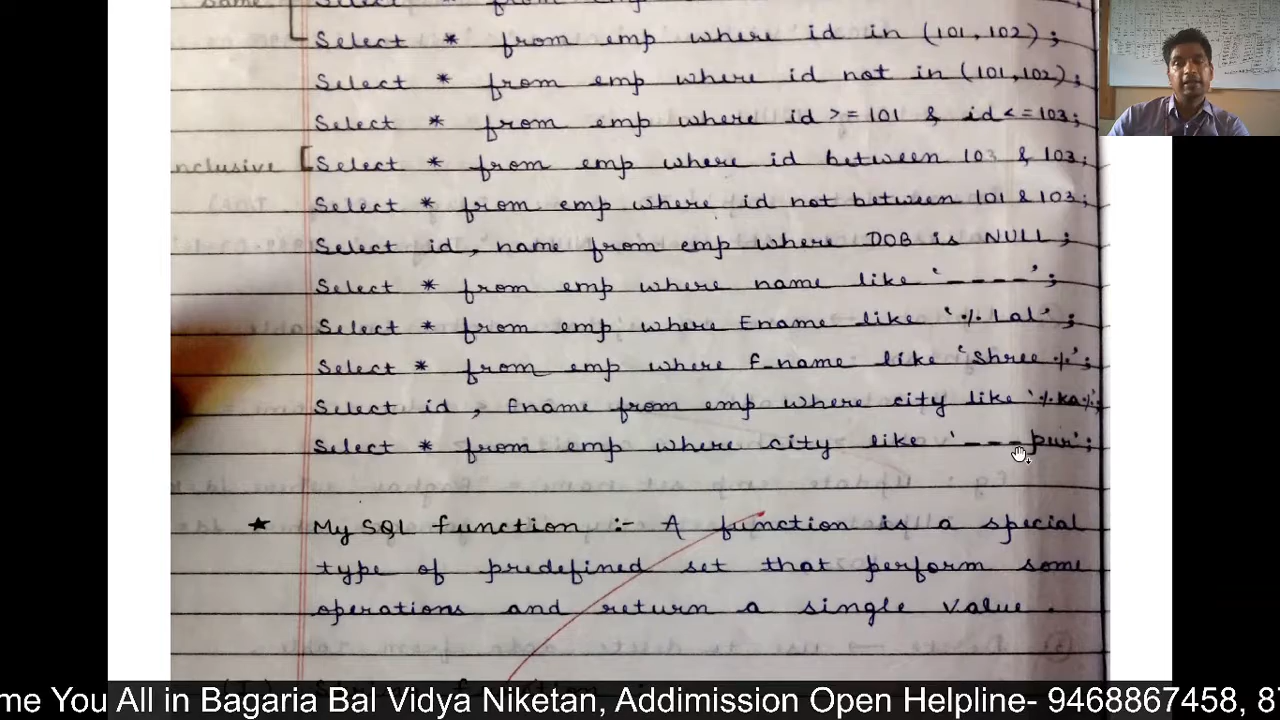 Select * from emp
Select * from emp where id in (101, 102);
Select * from emp where id not in (101,102);
Select * from emp where id >= 101 & id <= 103;
nclusive [Select * from emp where id between 103 & 103;
Select * from emp where id not between 101 & 103;
Select id, name from emp where DOB is NULL;
Select * from emp where name like '----';
Select * from emp where Ename like '%lal';
Select * from emp where f_name like 'Shree%';
Select id, Ename from emp where city like '%ka%;
Select * from emp where city like '---pur';
★ My SQL function :- A function is a special
type of predefined set that perform some
operations and return a single value.
me You All in Bagaria Bal Vidya Niketan, Addimission Open Helpline- 9468867458, 87